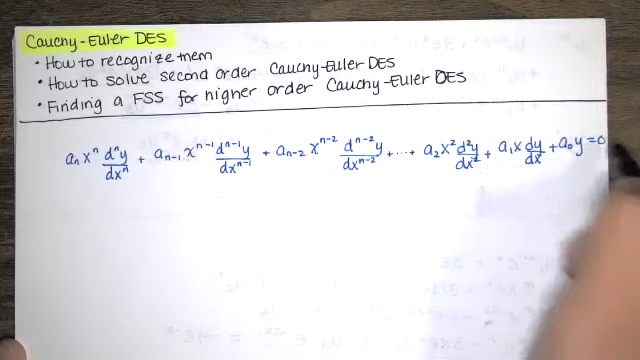 Cauchy-Euler DES
• How to recognize them
• How to solve second order Cauchy-Euler DES
• Finding a FSS for higher order Cauchy-Euler DES
aₙxⁿ dⁿy/dxⁿ + aₙ₋₁xⁿ⁻¹ dⁿ⁻¹y/dxⁿ⁻¹ + aₙ₋₂xⁿ⁻² dⁿ⁻²y/dxⁿ⁻² + ... + a₂x² d²y/dx² + a₁x dy/dx + a₀y = 0